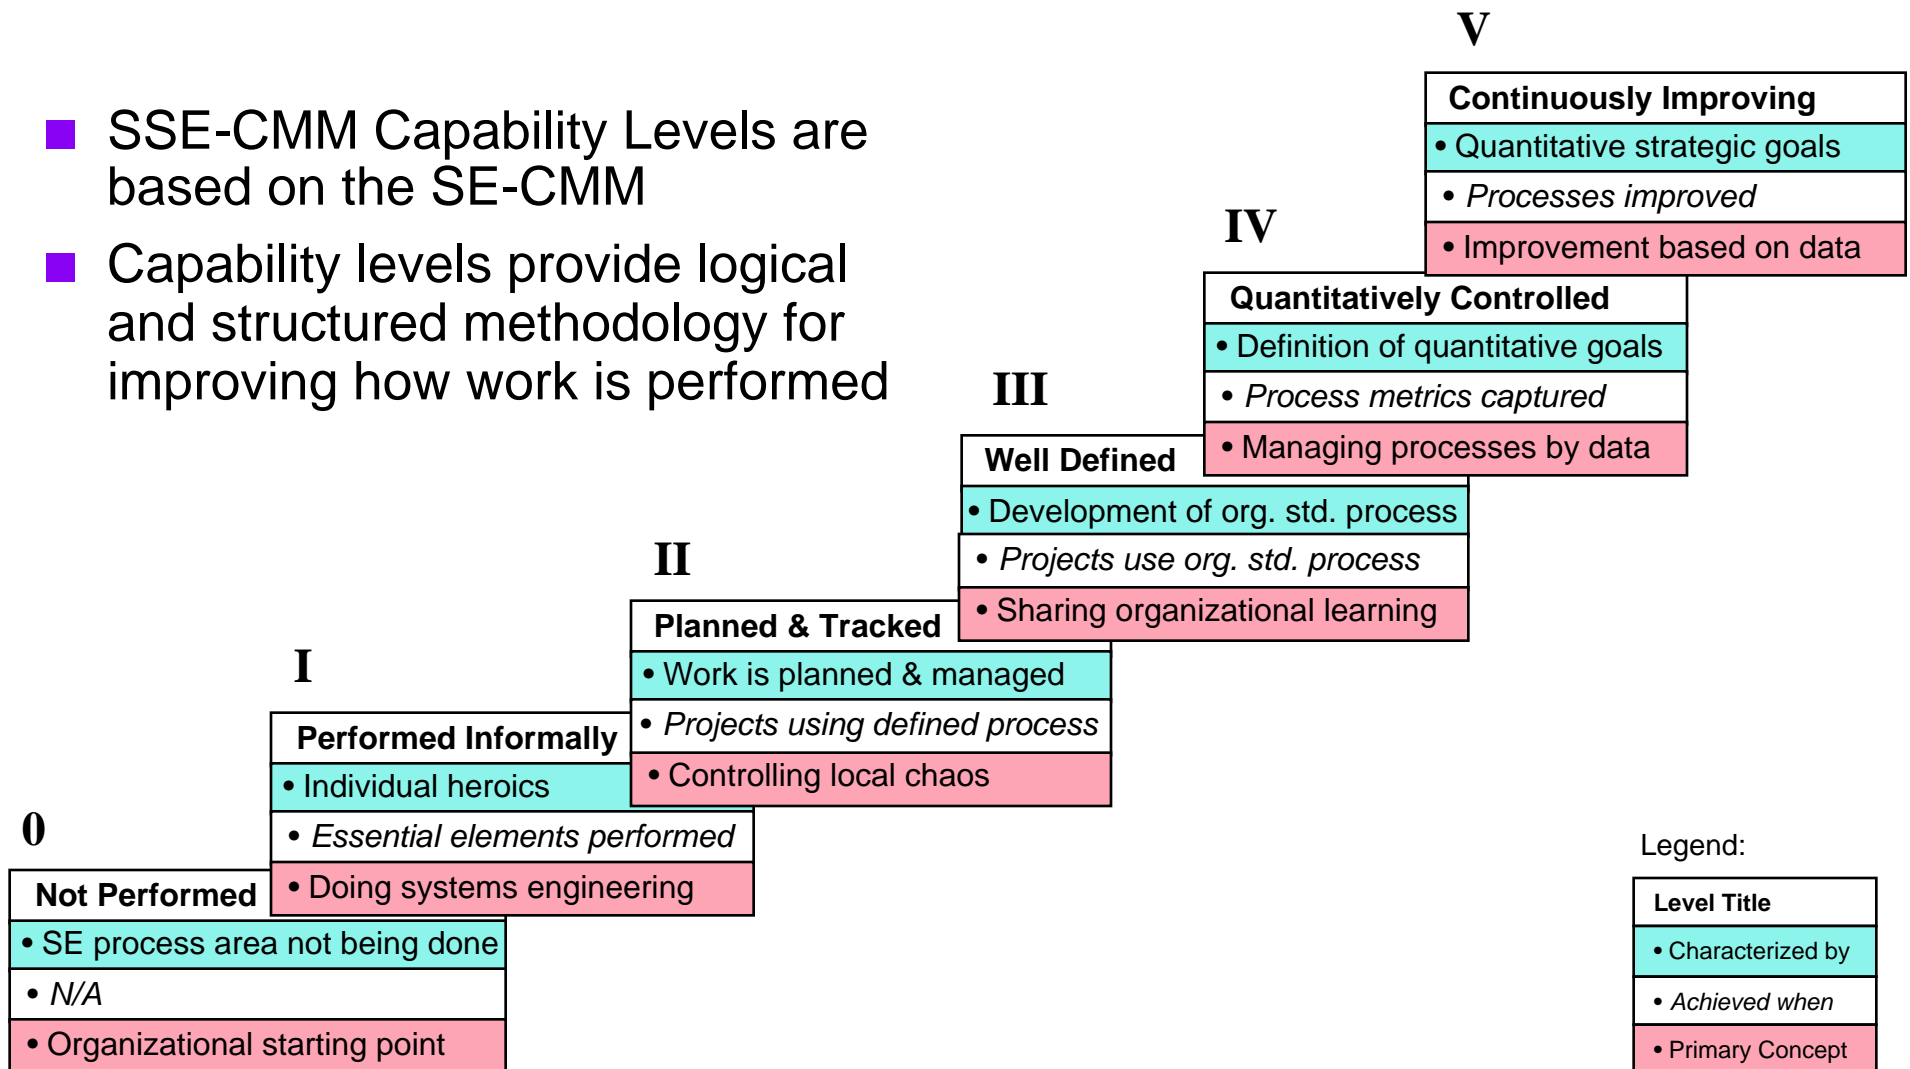 ■ SSE-CMM Capability Levels are
based on the SE-CMM
■ Capability levels provide logical
and structured methodology for
improving how work is performed
V
Continuously Improving
• Quantitative strategic goals
• Processes improved
• Improvement based on data
IV
Quantitatively Controlled
• Definition of quantitative goals
• Process metrics captured
• Managing processes by data
III
Well Defined
• Development of org. std. process
• Projects use org. std. process
• Sharing organizational learning
II
Planned & Tracked
• Work is planned & managed
• Projects using defined process
• Controlling local chaos
I
Performed Informally
• Individual heroics
• Essential elements performed
• Doing systems engineering
0
Not Performed
• SE process area not being done
• N/A
• Organizational starting point
Legend:
Level Title
• Characterized by
• Achieved when
• Primary Concept